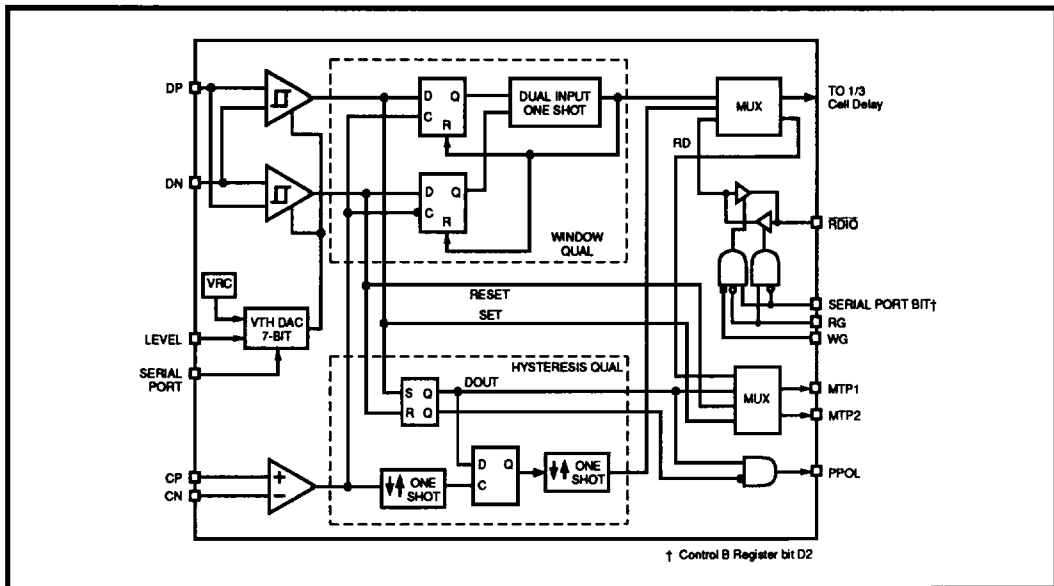 DP
DN
VRC
VTH DAC
7-BIT
LEVEL
SERIAL
PORT
CP
CN
+
−
D Q
C
R
D Q
C
R
DUAL INPUT
ONE SHOT
WINDOW
QUAL
RESET
SET
HYSTERESIS QUAL
S Q
R Q
DOUT
ONE
SHOT
D Q
C
ONE
SHOT
MUX
RD
TO 1/3
Cell Delay
RDIO
SERIAL PORT BIT†
RG
WG
MUX
MTP1
MTP2
PPOL
† Control B Register bit D2